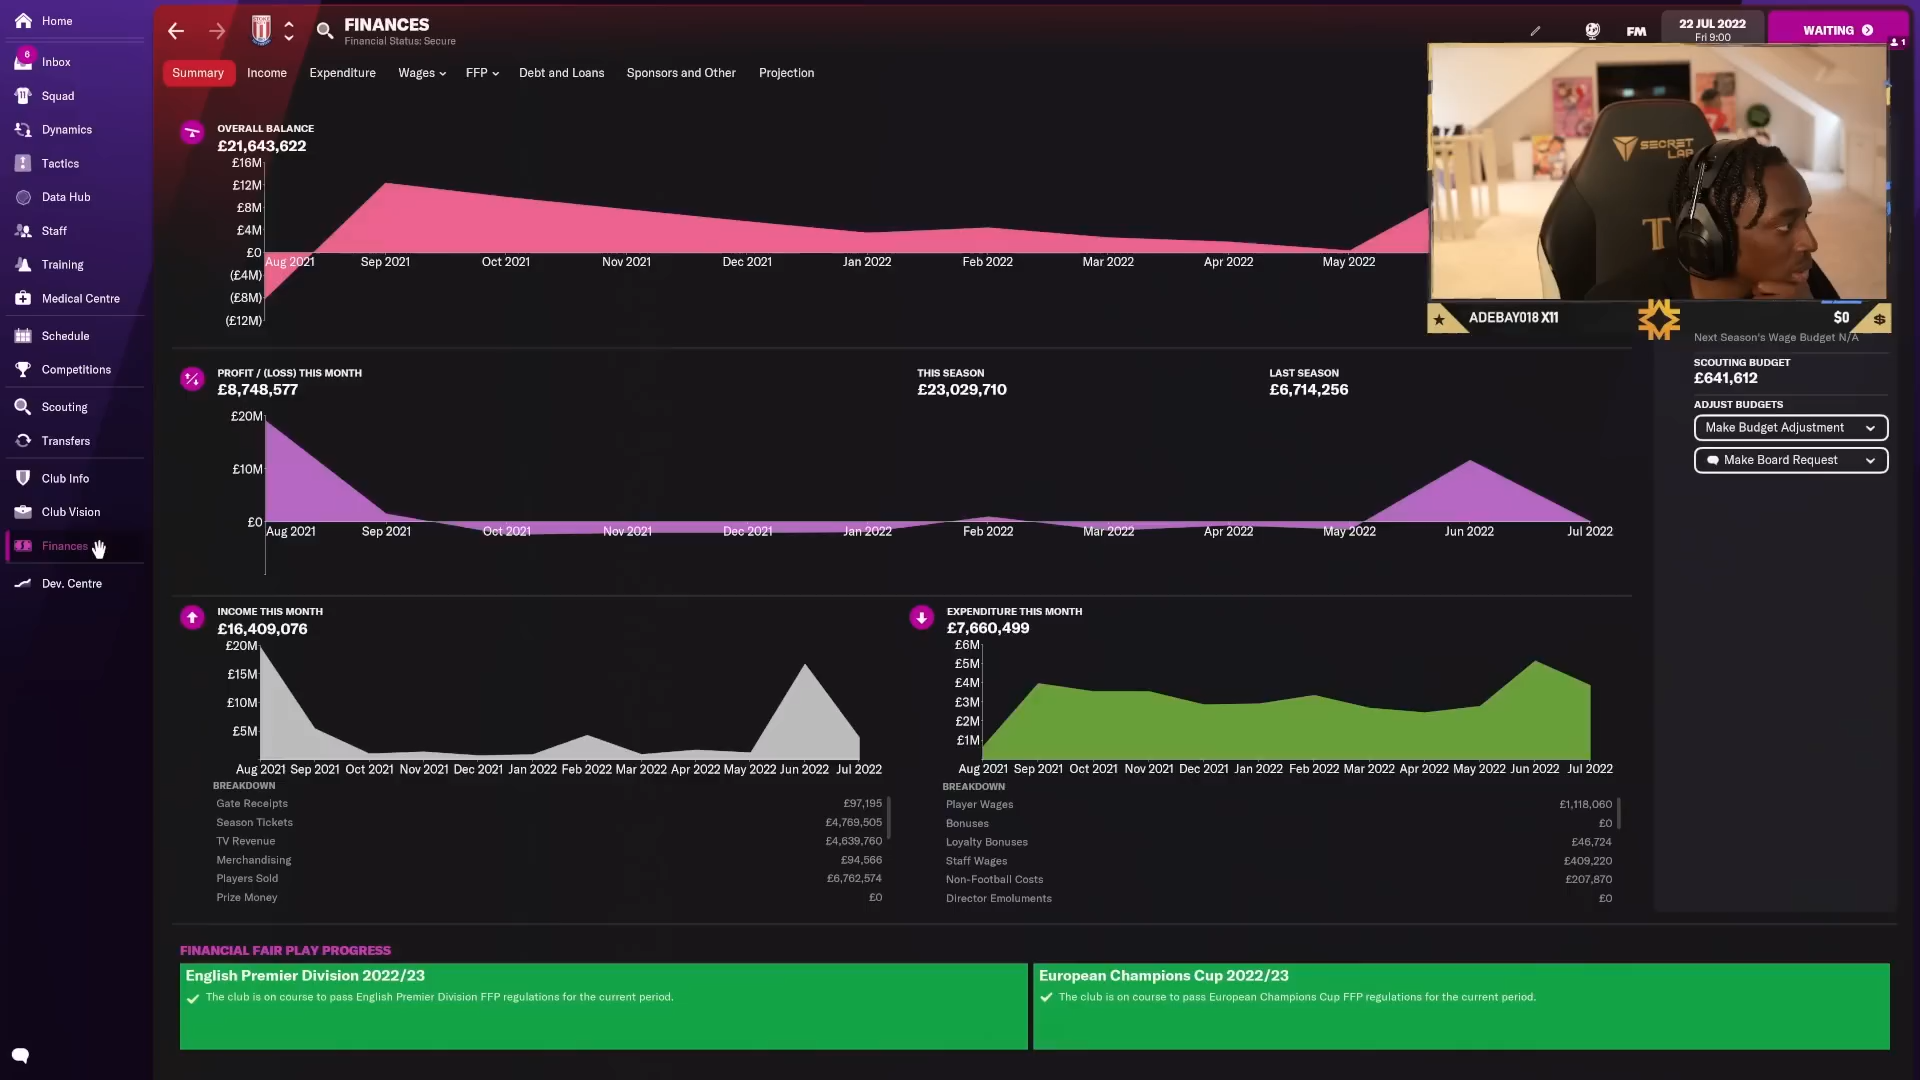 Home
Inbox
6
Squad
Dynamics
Tactics
Data Hub
Staff
Training
Medical Centre
Schedule
Competitions
Scouting
Transfers
Club Info
Club Vision
Finances
Dev. Centre
STOKE
FINANCES
Financial Status: Secure
FM
22 JUL 2022
Fri 9:00
WAITING
1
Summary Income Expenditure Wages FFP Debt and Loans Sponsors and Other Projection
OVERALL BALANCE
£21,643,622
£16M
£12M
£8M
£4M
£0
(£4M)
(£8M)
(£12M)
Aug 2021 Sep 2021 Oct 2021 Nov 2021 Dec 2021 Jan 2022 Feb 2022 Mar 2022 Apr 2022 May 2022
SECRET
LAB
ADEBAY018 X11
$0
$
Next Season's Wage Budget N/A
SCOUTING BUDGET
£641,612
ADJUST BUDGETS
Make Budget Adjustment
Make Board Request
PROFIT / (LOSS) THIS MONTH
£8,748,577
THIS SEASON
£23,029,710
LAST SEASON
£6,714,256
£20M
£10M
£0
Aug 2021 Sep 2021 Oct 2021 Nov 2021 Dec 2021 Jan 2022 Feb 2022 Mar 2022 Apr 2022 May 2022 Jun 2022 Jul 2022
INCOME THIS MONTH
£16,409,076
£20M
£15M
£10M
£5M
Aug 2021 Sep 2021 Oct 2021 Nov 2021 Dec 2021 Jan 2022 Feb 2022 Mar 2022 Apr 2022 May 2022 Jun 2022 Jul 2022
BREAKDOWN
Gate Receipts £97,195
Season Tickets £4,769,505
TV Revenue £4,639,760
Merchandising £94,566
Players Sold £6,762,574
Prize Money £0
EXPENDITURE THIS MONTH
£7,660,499
£6M
£5M
£4M
£3M
£2M
£1M
Aug 2021 Sep 2021 Oct 2021 Nov 2021 Dec 2021 Jan 2022 Feb 2022 Mar 2022 Apr 2022 May 2022 Jun 2022 Jul 2022
BREAKDOWN
Player Wages £1,118,060
Bonuses £0
Loyalty Bonuses £46,724
Staff Wages £409,220
Non-Football Costs £207,870
Director Emoluments £0
FINANCIAL FAIR PLAY PROGRESS
English Premier Division 2022/23
The club is on course to pass English Premier Division FFP regulations for the current period.
European Champions Cup 2022/23
The club is on course to pass European Champions Cup FFP regulations for the current period.